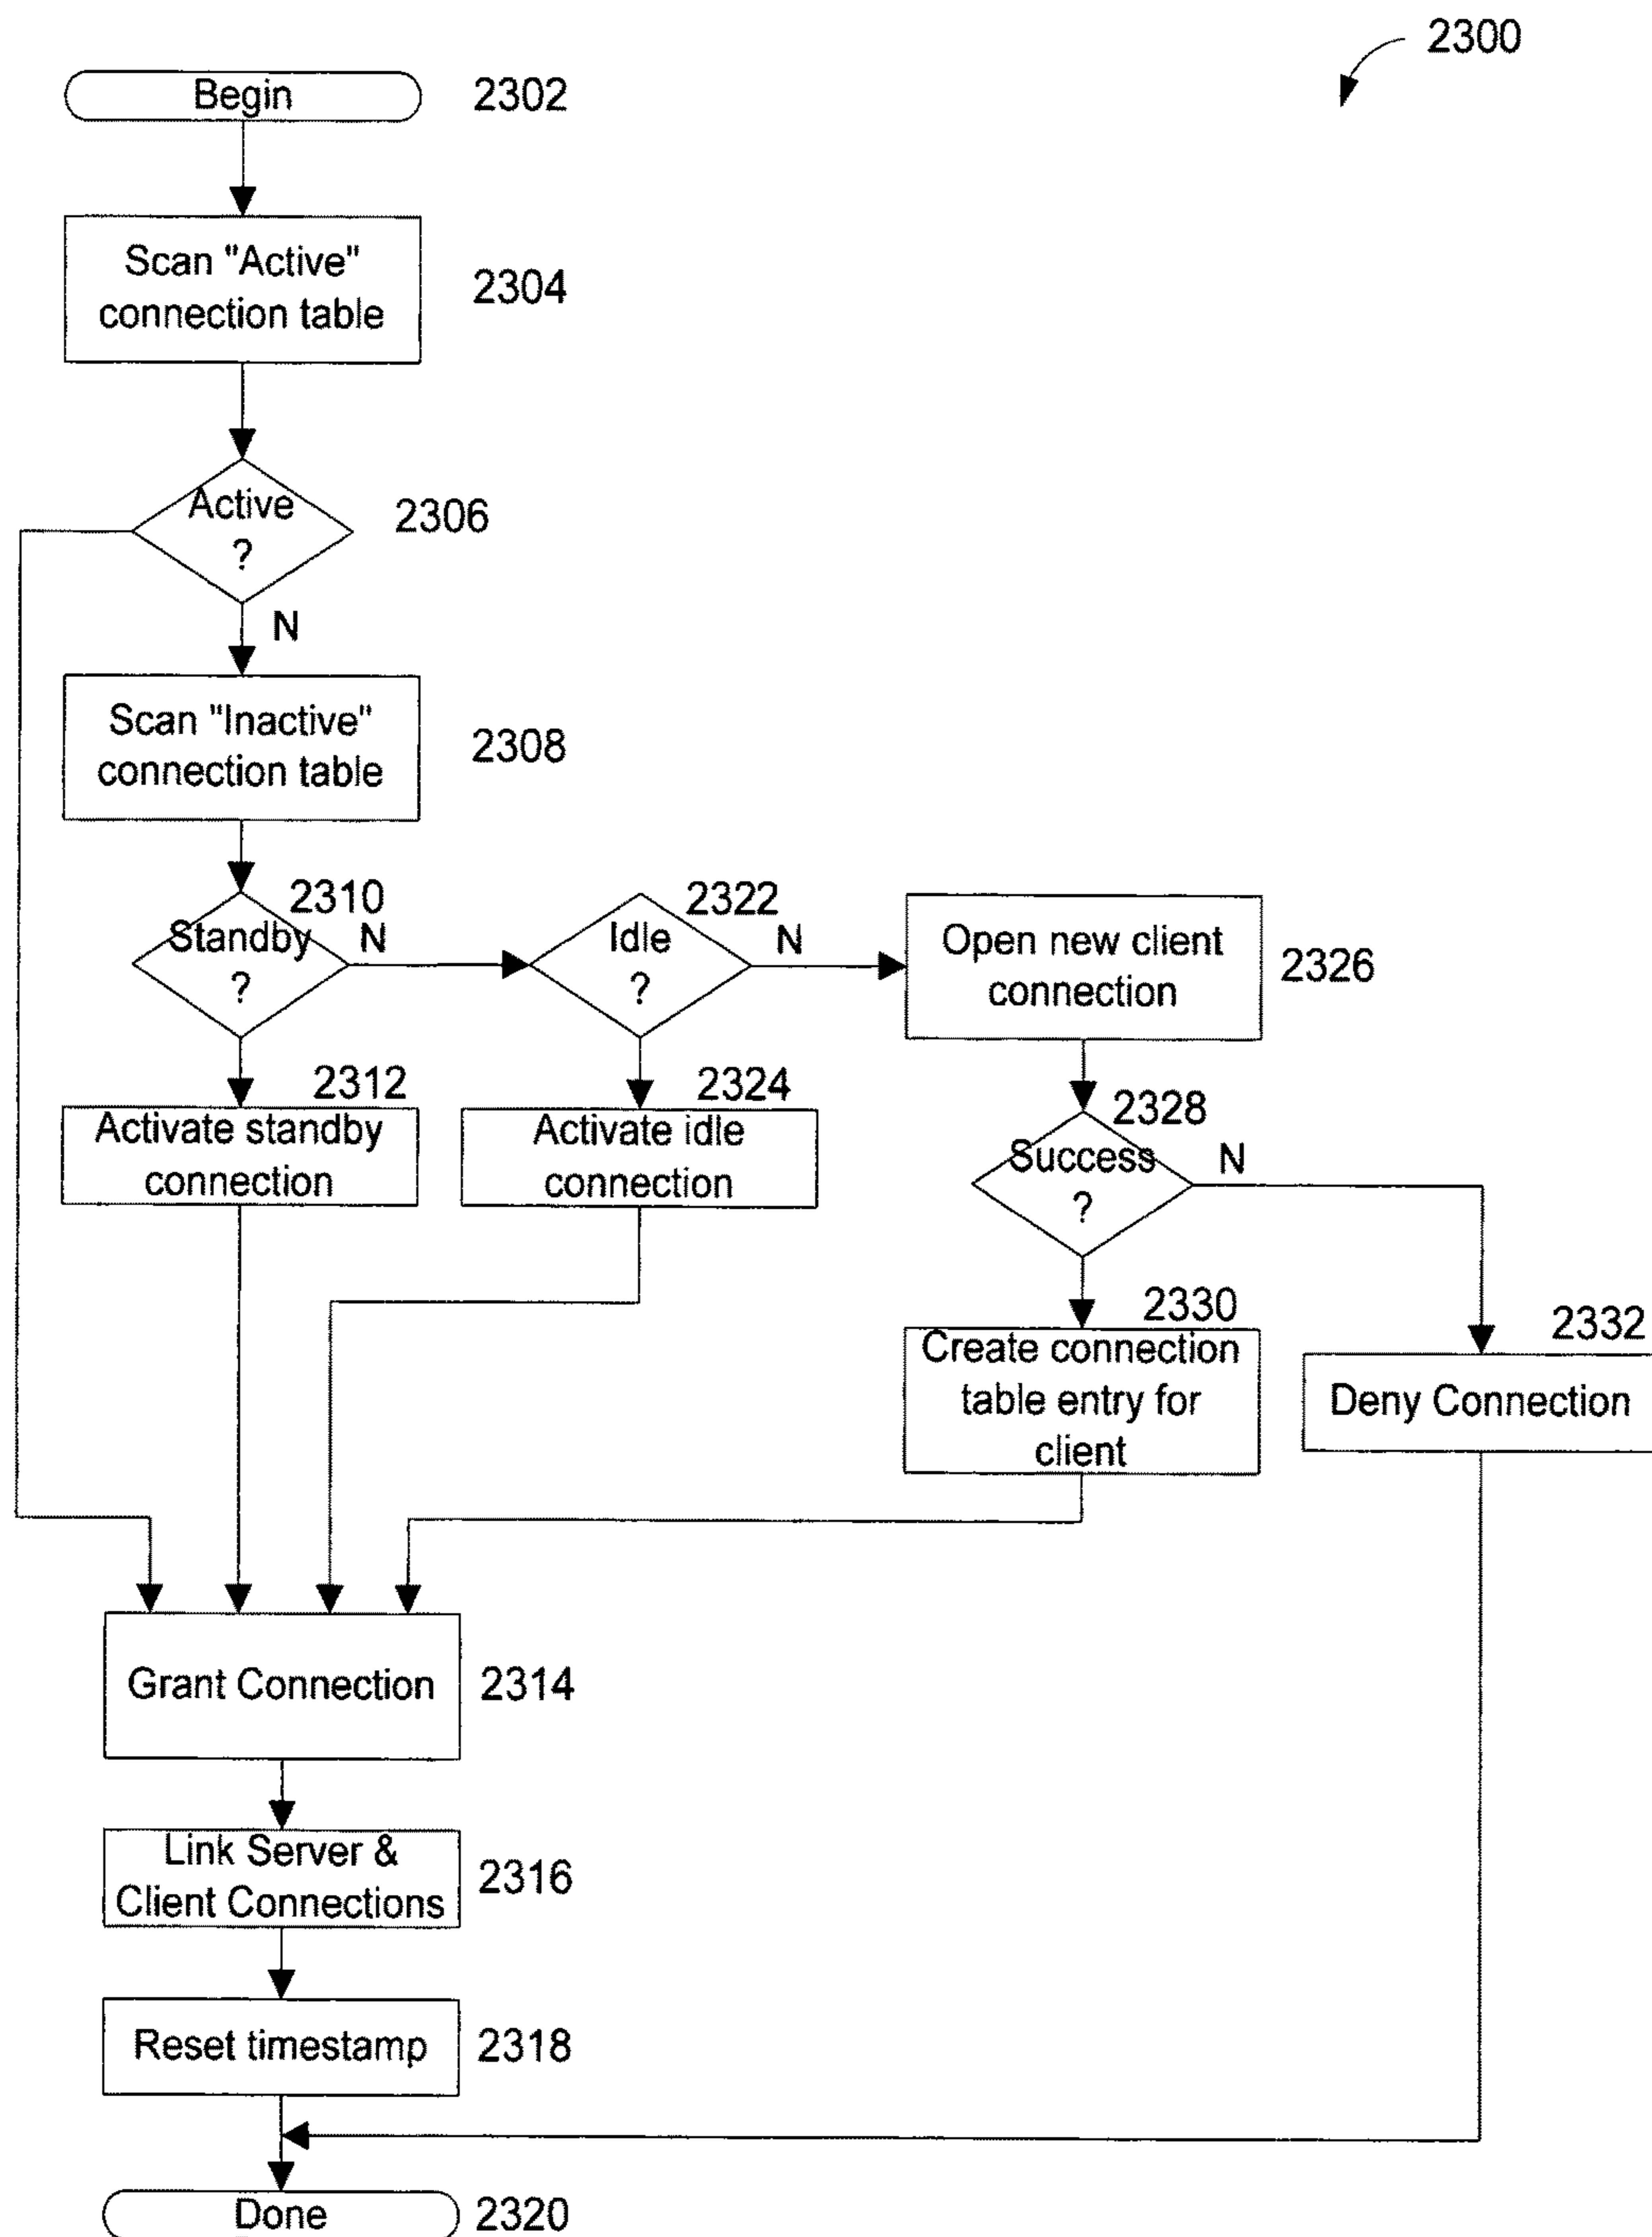 2300
Begin
2302
Scan "Active"
connection table
2304
Active
?
2306
N
Scan "Inactive"
connection table
2308
2310
Standby
?
N
2322
Idle
?
N
Open new client
connection
2326
2312
Activate standby
connection
2324
Activate idle
connection
2328
Success
?
N
2330
Create connection
table entry for
client
2332
Deny Connection
Grant Connection
2314
Link Server &
Client Connections
2316
Reset timestamp
2318
Done
2320